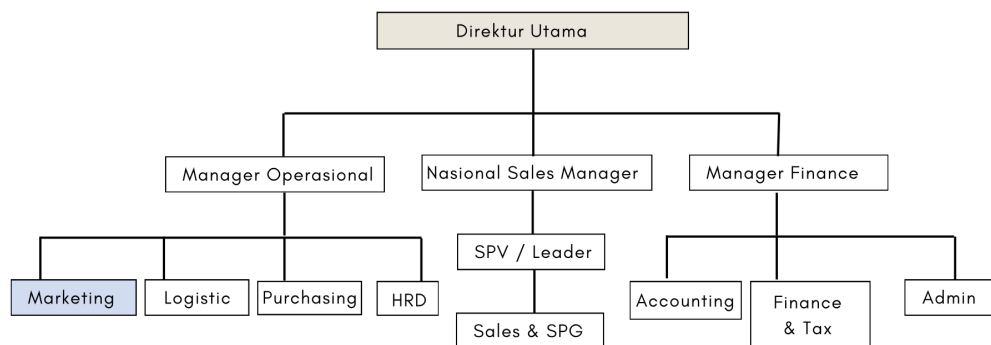 Direktur Utama
Manager Operasional
Nasional Sales Manager
Manager Finance
SPV / Leader
Marketing
Logistic
Purchasing
HRD
Accounting
Finance
& Tax
Admin
Sales & SPG